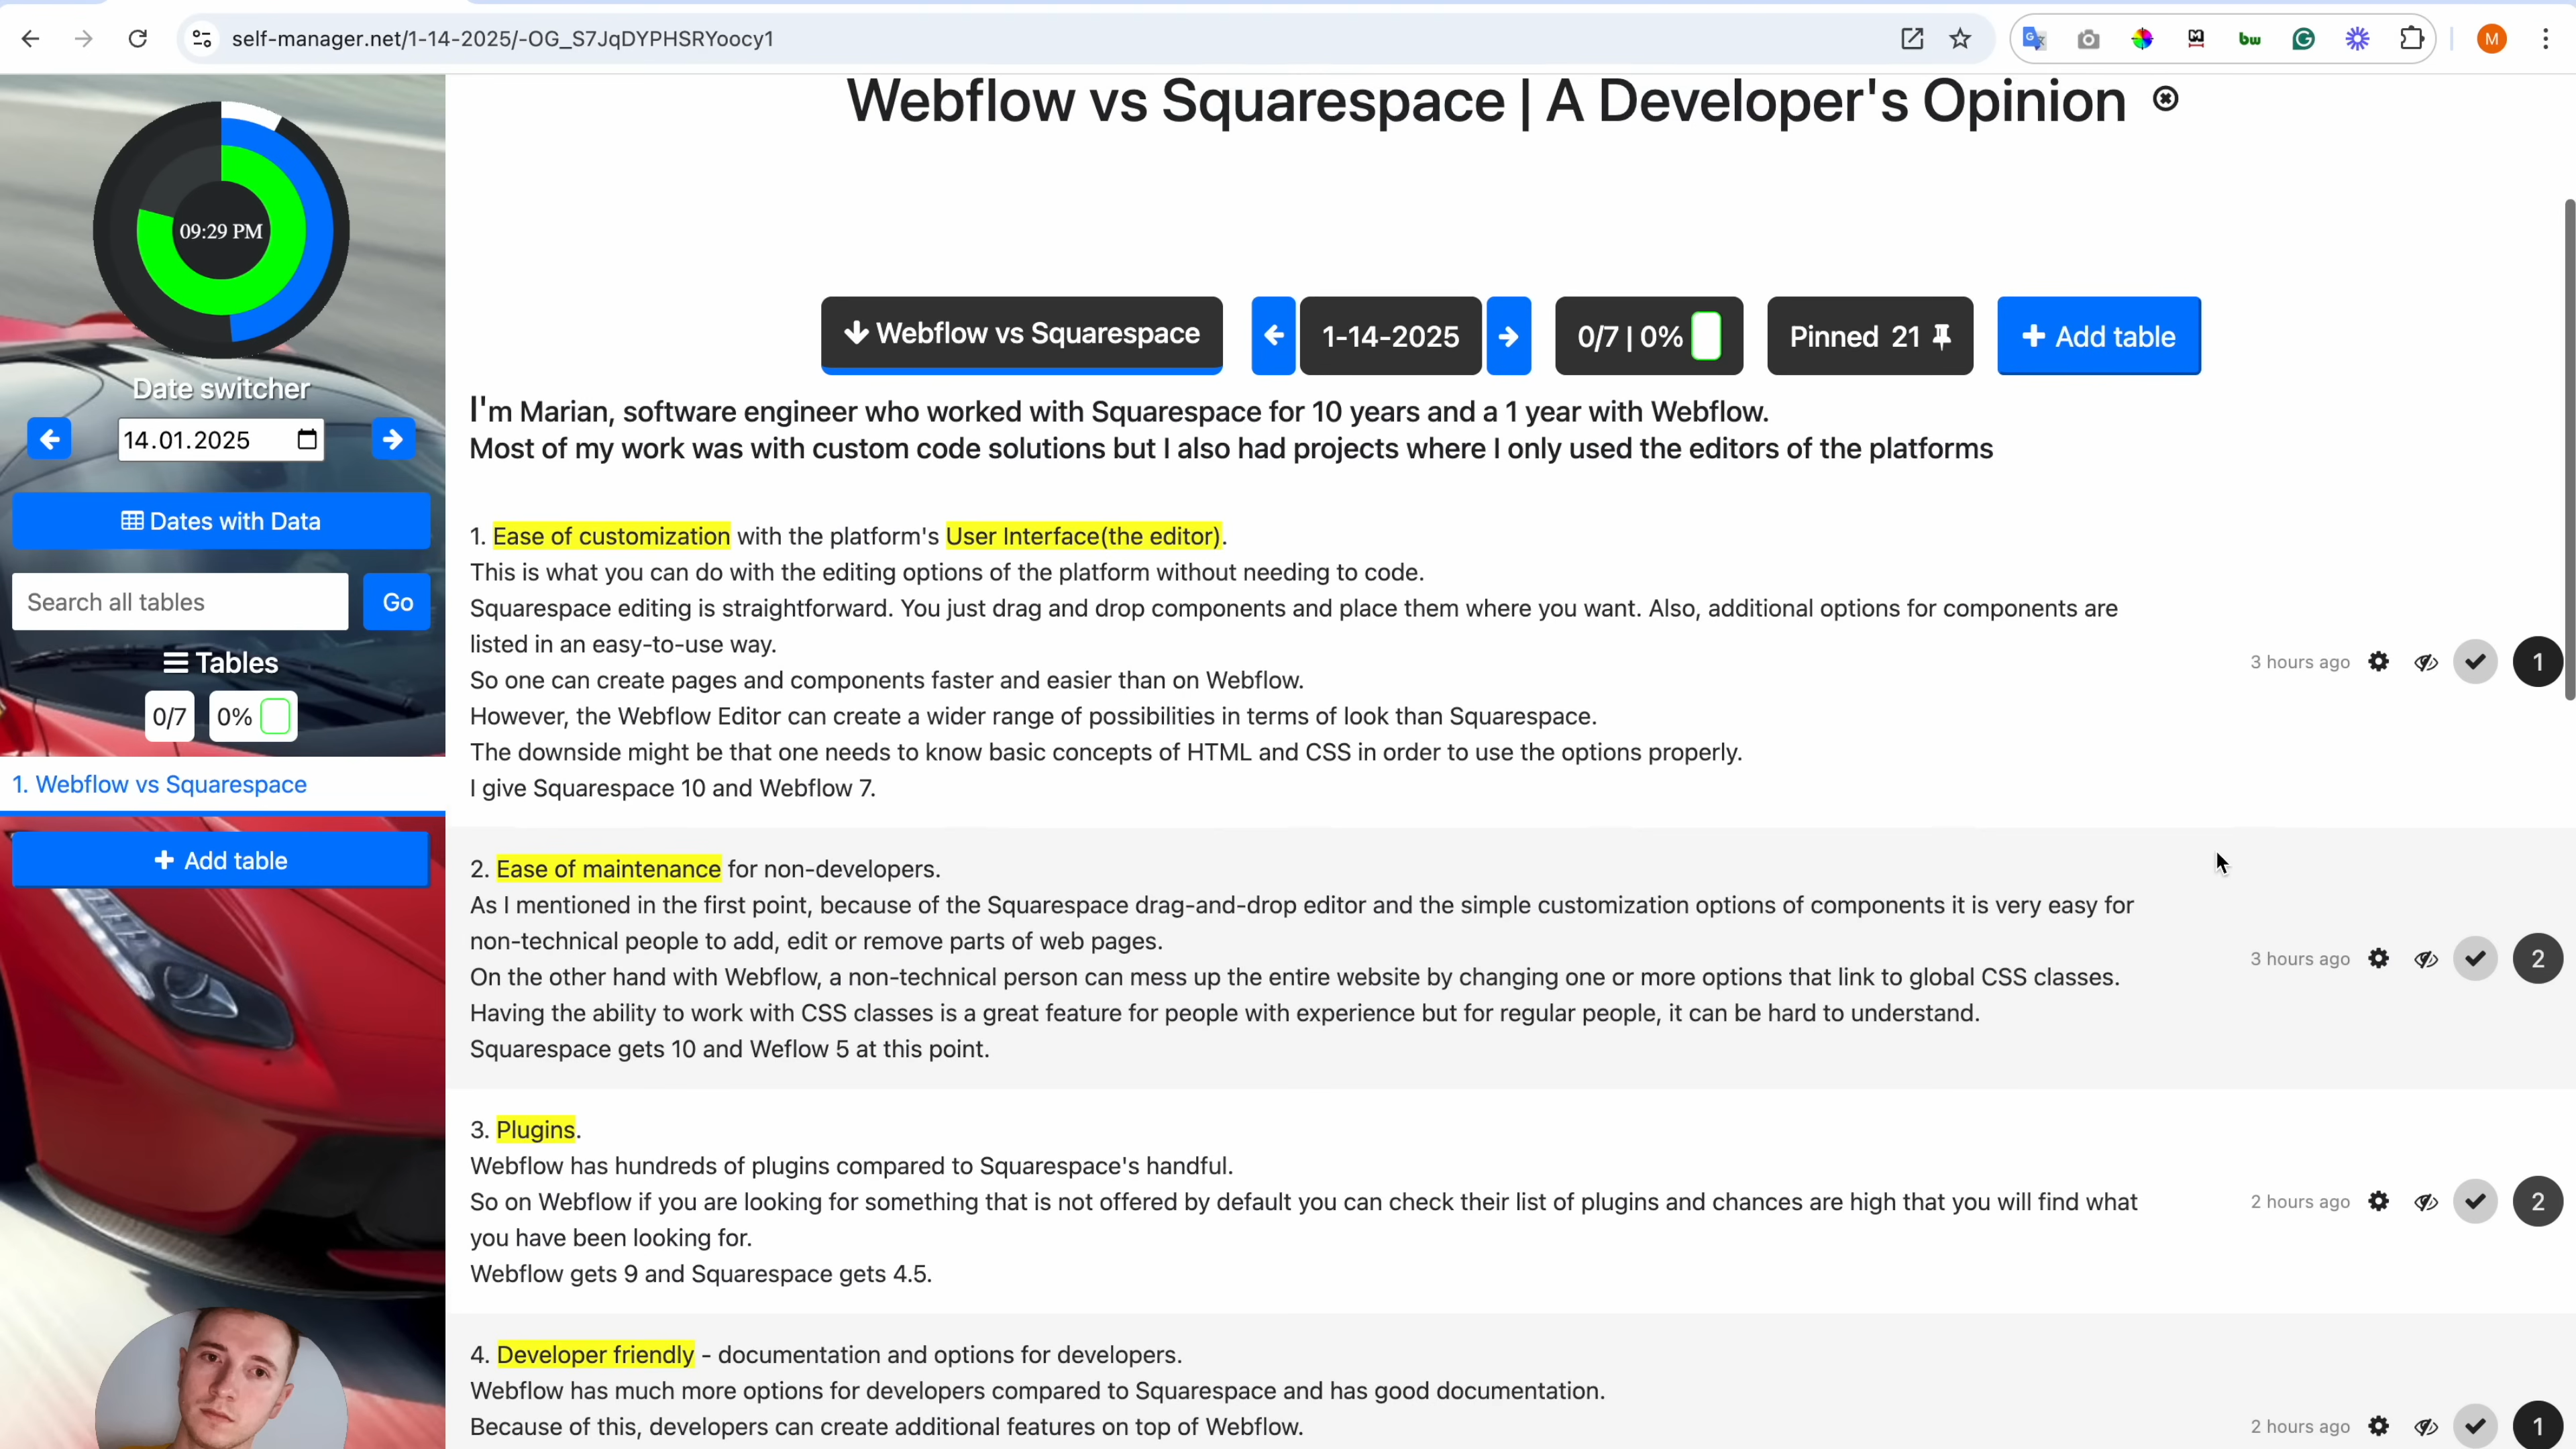 self-manager.net/1-14-2025/-OG_S7JqDYPHSRYoocy1
bw
M
09:29 PM
Date switcher
14.01.2025
Dates with Data
Search all tables
Go
Tables
0/7
0%
1. Webflow vs Squarespace
Add table
Webflow vs Squarespace | A Developer's Opinion
Webflow vs Squarespace
1-14-2025
0/7 | 0%
Pinned 21
Add table
I'm Marian, software engineer who worked with Squarespace for 10 years and a 1 year with Webflow.
Most of my work was with custom code solutions but I also had projects where I only used the editors of the platforms
1. Ease of customization with the platform's User Interface(the editor).
This is what you can do with the editing options of the platform without needing to code.
Squarespace editing is straightforward. You just drag and drop components and place them where you want. Also, additional options for components are
listed in an easy-to-use way.
So one can create pages and components faster and easier than on Webflow.
However, the Webflow Editor can create a wider range of possibilities in terms of look than Squarespace.
The downside might be that one needs to know basic concepts of HTML and CSS in order to use the options properly.
I give Squarespace 10 and Webflow 7.
3 hours ago
1
2. Ease of maintenance for non-developers.
As I mentioned in the first point, because of the Squarespace drag-and-drop editor and the simple customization options of components it is very easy for
non-technical people to add, edit or remove parts of web pages.
On the other hand with Webflow, a non-technical person can mess up the entire website by changing one or more options that link to global CSS classes.
Having the ability to work with CSS classes is a great feature for people with experience but for regular people, it can be hard to understand.
Squarespace gets 10 and Weflow 5 at this point.
3 hours ago
2
3. Plugins.
Webflow has hundreds of plugins compared to Squarespace's handful.
So on Webflow if you are looking for something that is not offered by default you can check their list of plugins and chances are high that you will find what
you have been looking for.
Webflow gets 9 and Squarespace gets 4.5.
2 hours ago
2
4. Developer friendly - documentation and options for developers.
Webflow has much more options for developers compared to Squarespace and has good documentation.
Because of this, developers can create additional features on top of Webflow.
2 hours ago
1